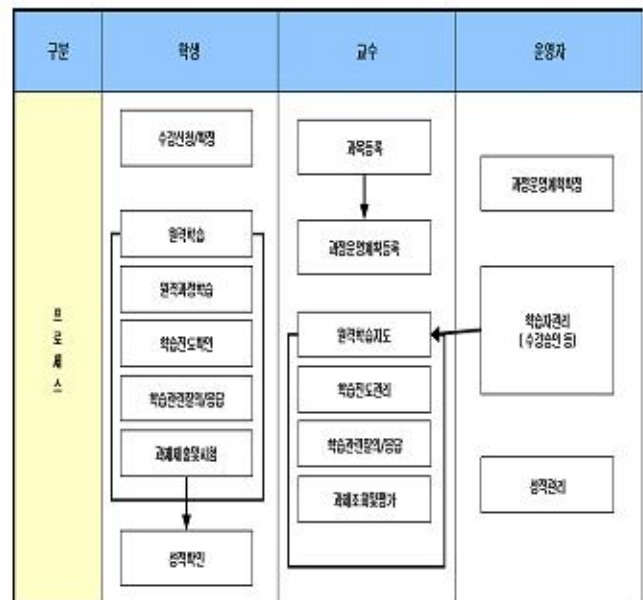 구분
학생
교수
운영자
프로세스
수강신청/확정
원격학습
원격과정학습
학습진도확인
학습관련질의/응답
과제제출및시험
성적확인
과목등록
과정운영계획등록
원격학습지도
학습진도관리
학습관련질의/응답
과제조회및평가
과정운영계획확정
학습자관리
(수강승인 등)
성적관리